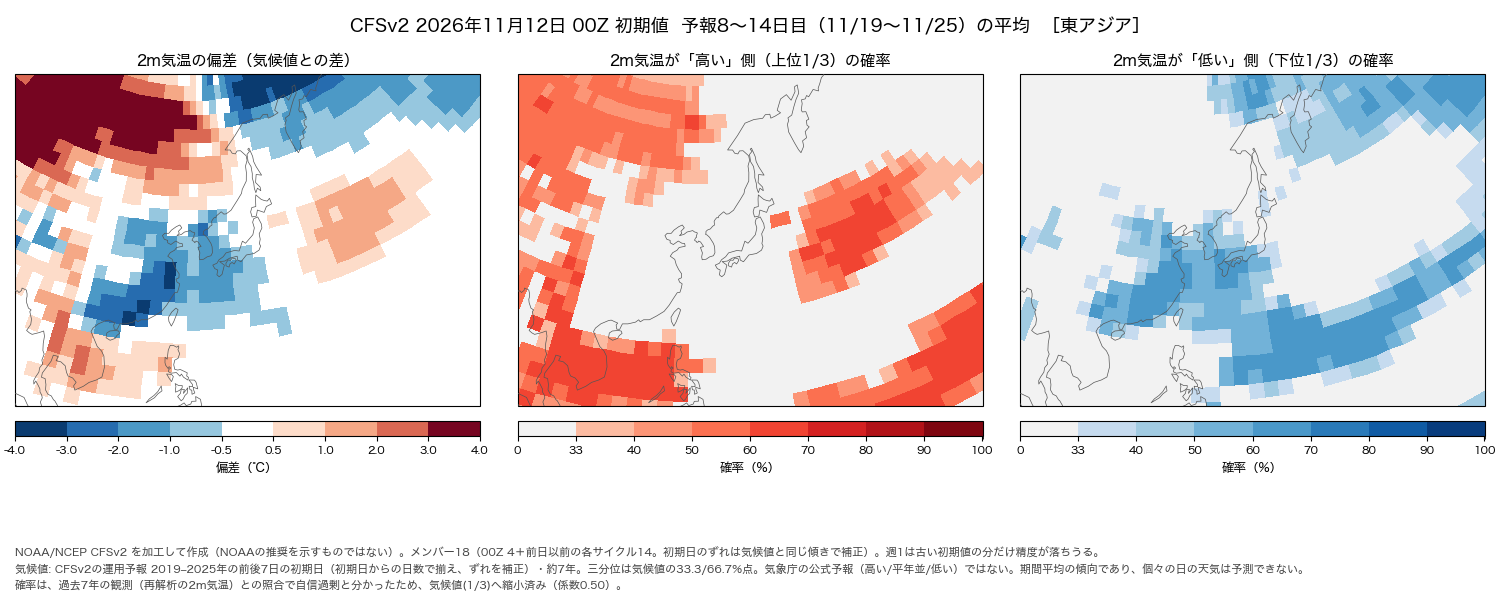 CFSv2 2026年11月12日 00Z 初期値 予報8〜14日目（11/19〜11/25）の平均 ［東アジア］
2m気温の偏差（気候値との差）
2m気温が「高い」側（上位1/3）の確率
2m気温が「低い」側（下位1/3）の確率
-4.0 -3.0 -2.0 -1.0 -0.5 0.5 1.0 2.0 3.0 4.0
偏差（℃）
0 33 40 50 60 70 80 90 100
確率（%）
0 33 40 50 60 70 80 90 100
確率（%）
NOAA/NCEP CFSv2 を加工して作成（NOAAの推奨を示すものではない）。メンバー18（00Z 4＋前日以前の各サイクル14。初期日のずれは気候値と同じ傾きで補正）。週1は古い初期値の分だけ精度が落ちうる。
気候値: CFSv2の運用予報 2019–2025年の前後7日の初期日（初期日からの日数で揃え、ずれを補正）・約7年。三分位は気候値の33.3/66.7%点。気象庁の公式予報（高い/平年並/低い）ではない。期間平均の傾向であり、個々の日の天気は予測できない。
確率は、過去7年の観測（再解析の2m気温）との照合で自信過剰と分かったため、気候値(1/3)へ縮小済み（係数0.50）。